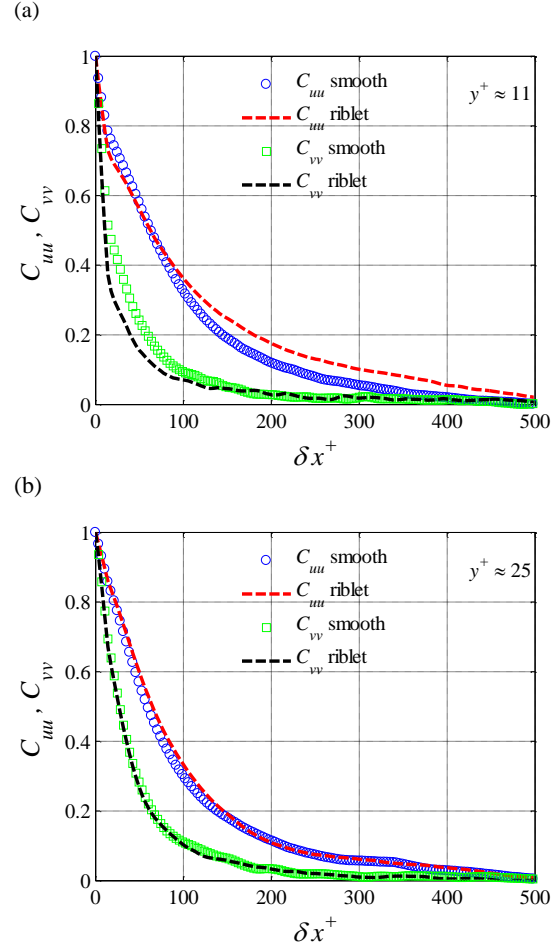 (a)
1
0.8
0.6
0.4
0.2
0
0 100 200 300 400 500
C_uu, C_vv
δx⁺
C_uu smooth
C_uu riblet
C_vv smooth
C_vv riblet
y⁺ ≈ 11
(b)
1
0.8
0.6
0.4
0.2
0
0 100 200 300 400 500
C_uu, C_vv
δx⁺
C_uu smooth
C_uu riblet
C_vv smooth
C_vv riblet
y⁺ ≈ 25